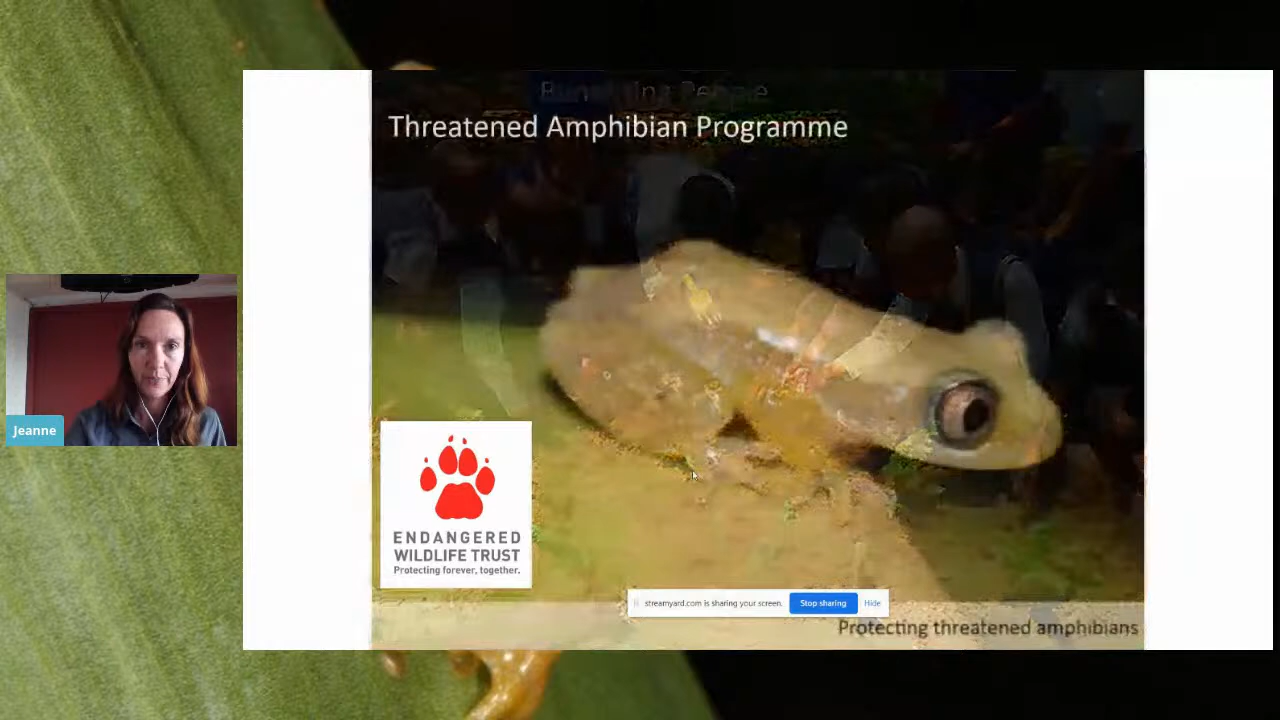 Threatened Amphibian Programme
Jeanne
ENDANGERED
WILDLIFE TRUST
Protecting forever, together.
streamyard.com is sharing your screen.
Stop sharing
Hide
Protecting threatened amphibians